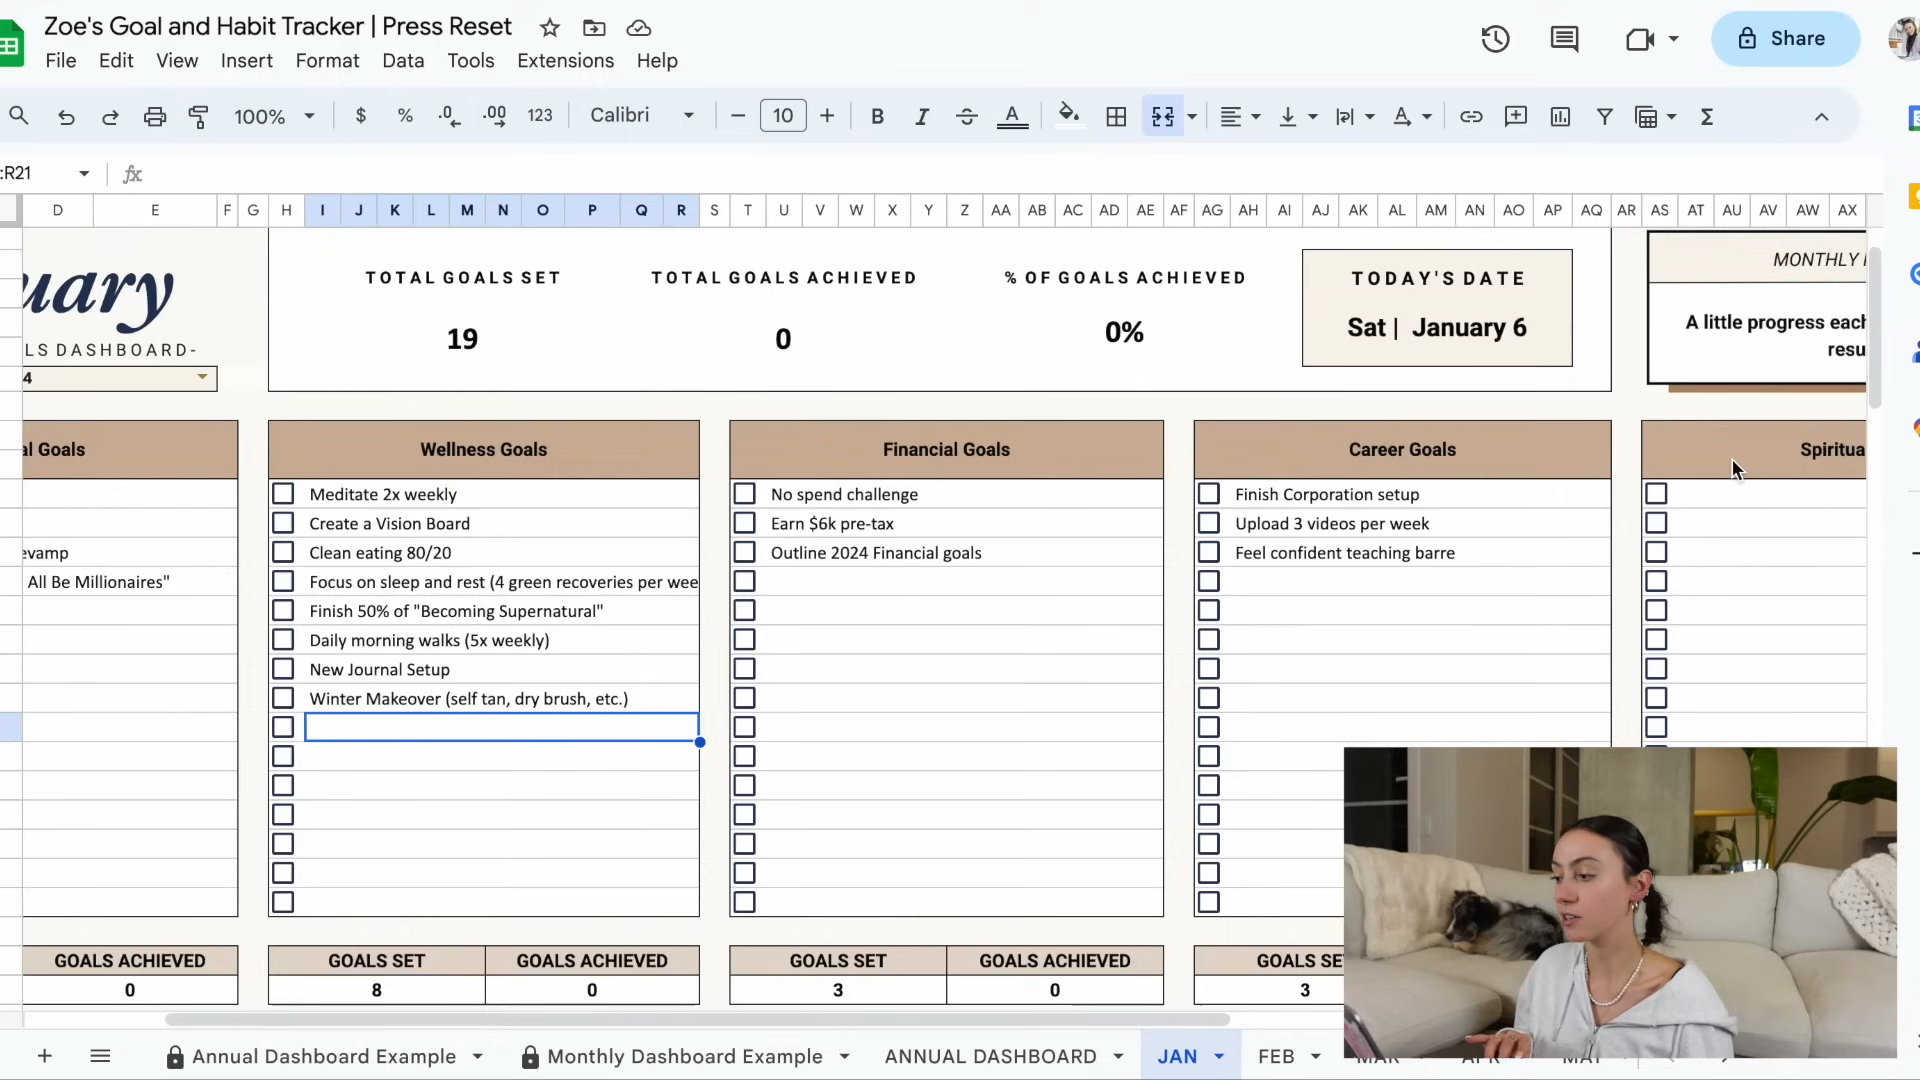 Zoe's Goal and Habit Tracker | Press Reset
File Edit View Insert Format Data Tools Extensions Help
Share
100% $ % .0 .00 123 Calibri 10
:R21
D E F G H I J K L M N O P Q R S T U V W X Y Z AA AB AC AD AE AF AG AH AI AJ AK AL AM AN AO AP AQ AR AS AT AU AV AW AX
uary
LS DASHBOARD-
4
TOTAL GOALS SET
19
TOTAL GOALS ACHIEVED
0
% OF GOALS ACHIEVED
0%
TODAY'S DATE
Sat | January 6
MONTHLY
A little progress each
resu
al Goals
evamp
All Be Millionaires"
GOALS ACHIEVED
0
Wellness Goals
Meditate 2x weekly
Create a Vision Board
Clean eating 80/20
Focus on sleep and rest (4 green recoveries per wee
Finish 50% of "Becoming Supernatural"
Daily morning walks (5x weekly)
New Journal Setup
Winter Makeover (self tan, dry brush, etc.)
GOALS SET GOALS ACHIEVED
8 0
Financial Goals
No spend challenge
Earn $6k pre-tax
Outline 2024 Financial goals
GOALS SET GOALS ACHIEVED
3 0
Career Goals
Finish Corporation setup
Upload 3 videos per week
Feel confident teaching barre
GOALS SE
3
Spiritua
Annual Dashboard Example Monthly Dashboard Example ANNUAL DASHBOARD JAN FEB